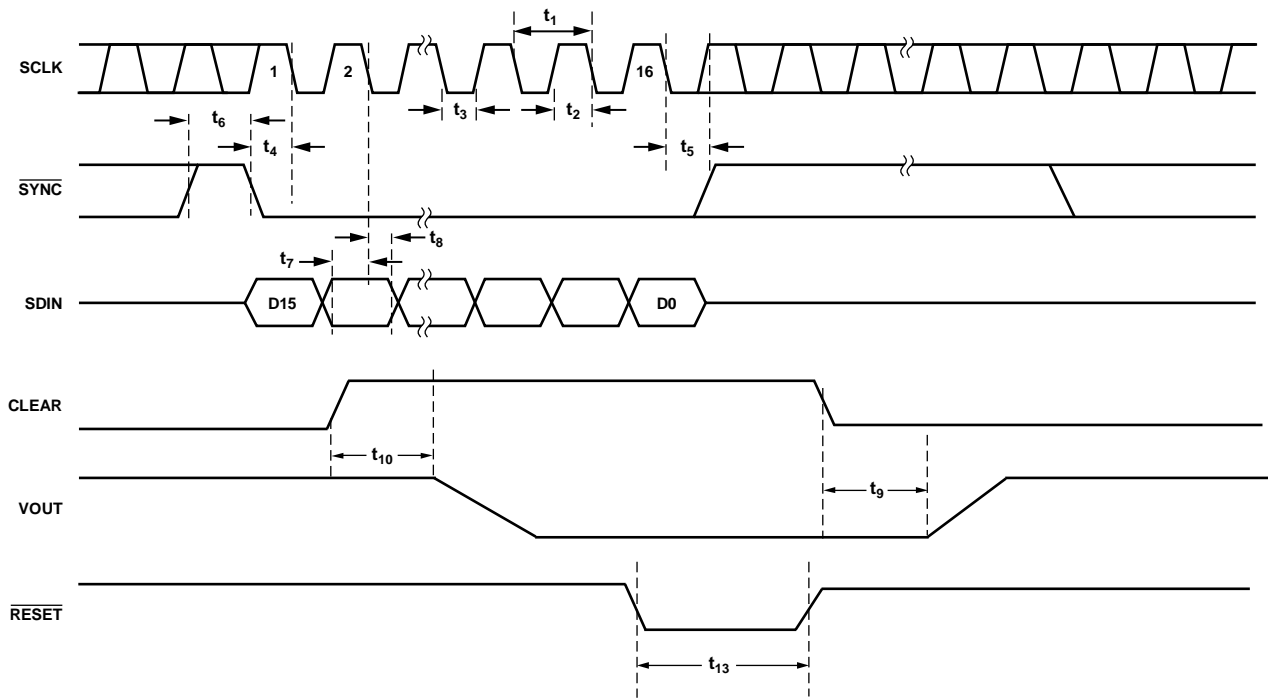 t1
SCLK
1
2
16
t3
t2
t6
t4
t5
SYNC
t8
t7
SDIN
D15
D0
CLEAR
t10
t9
VOUT
RESET
t13